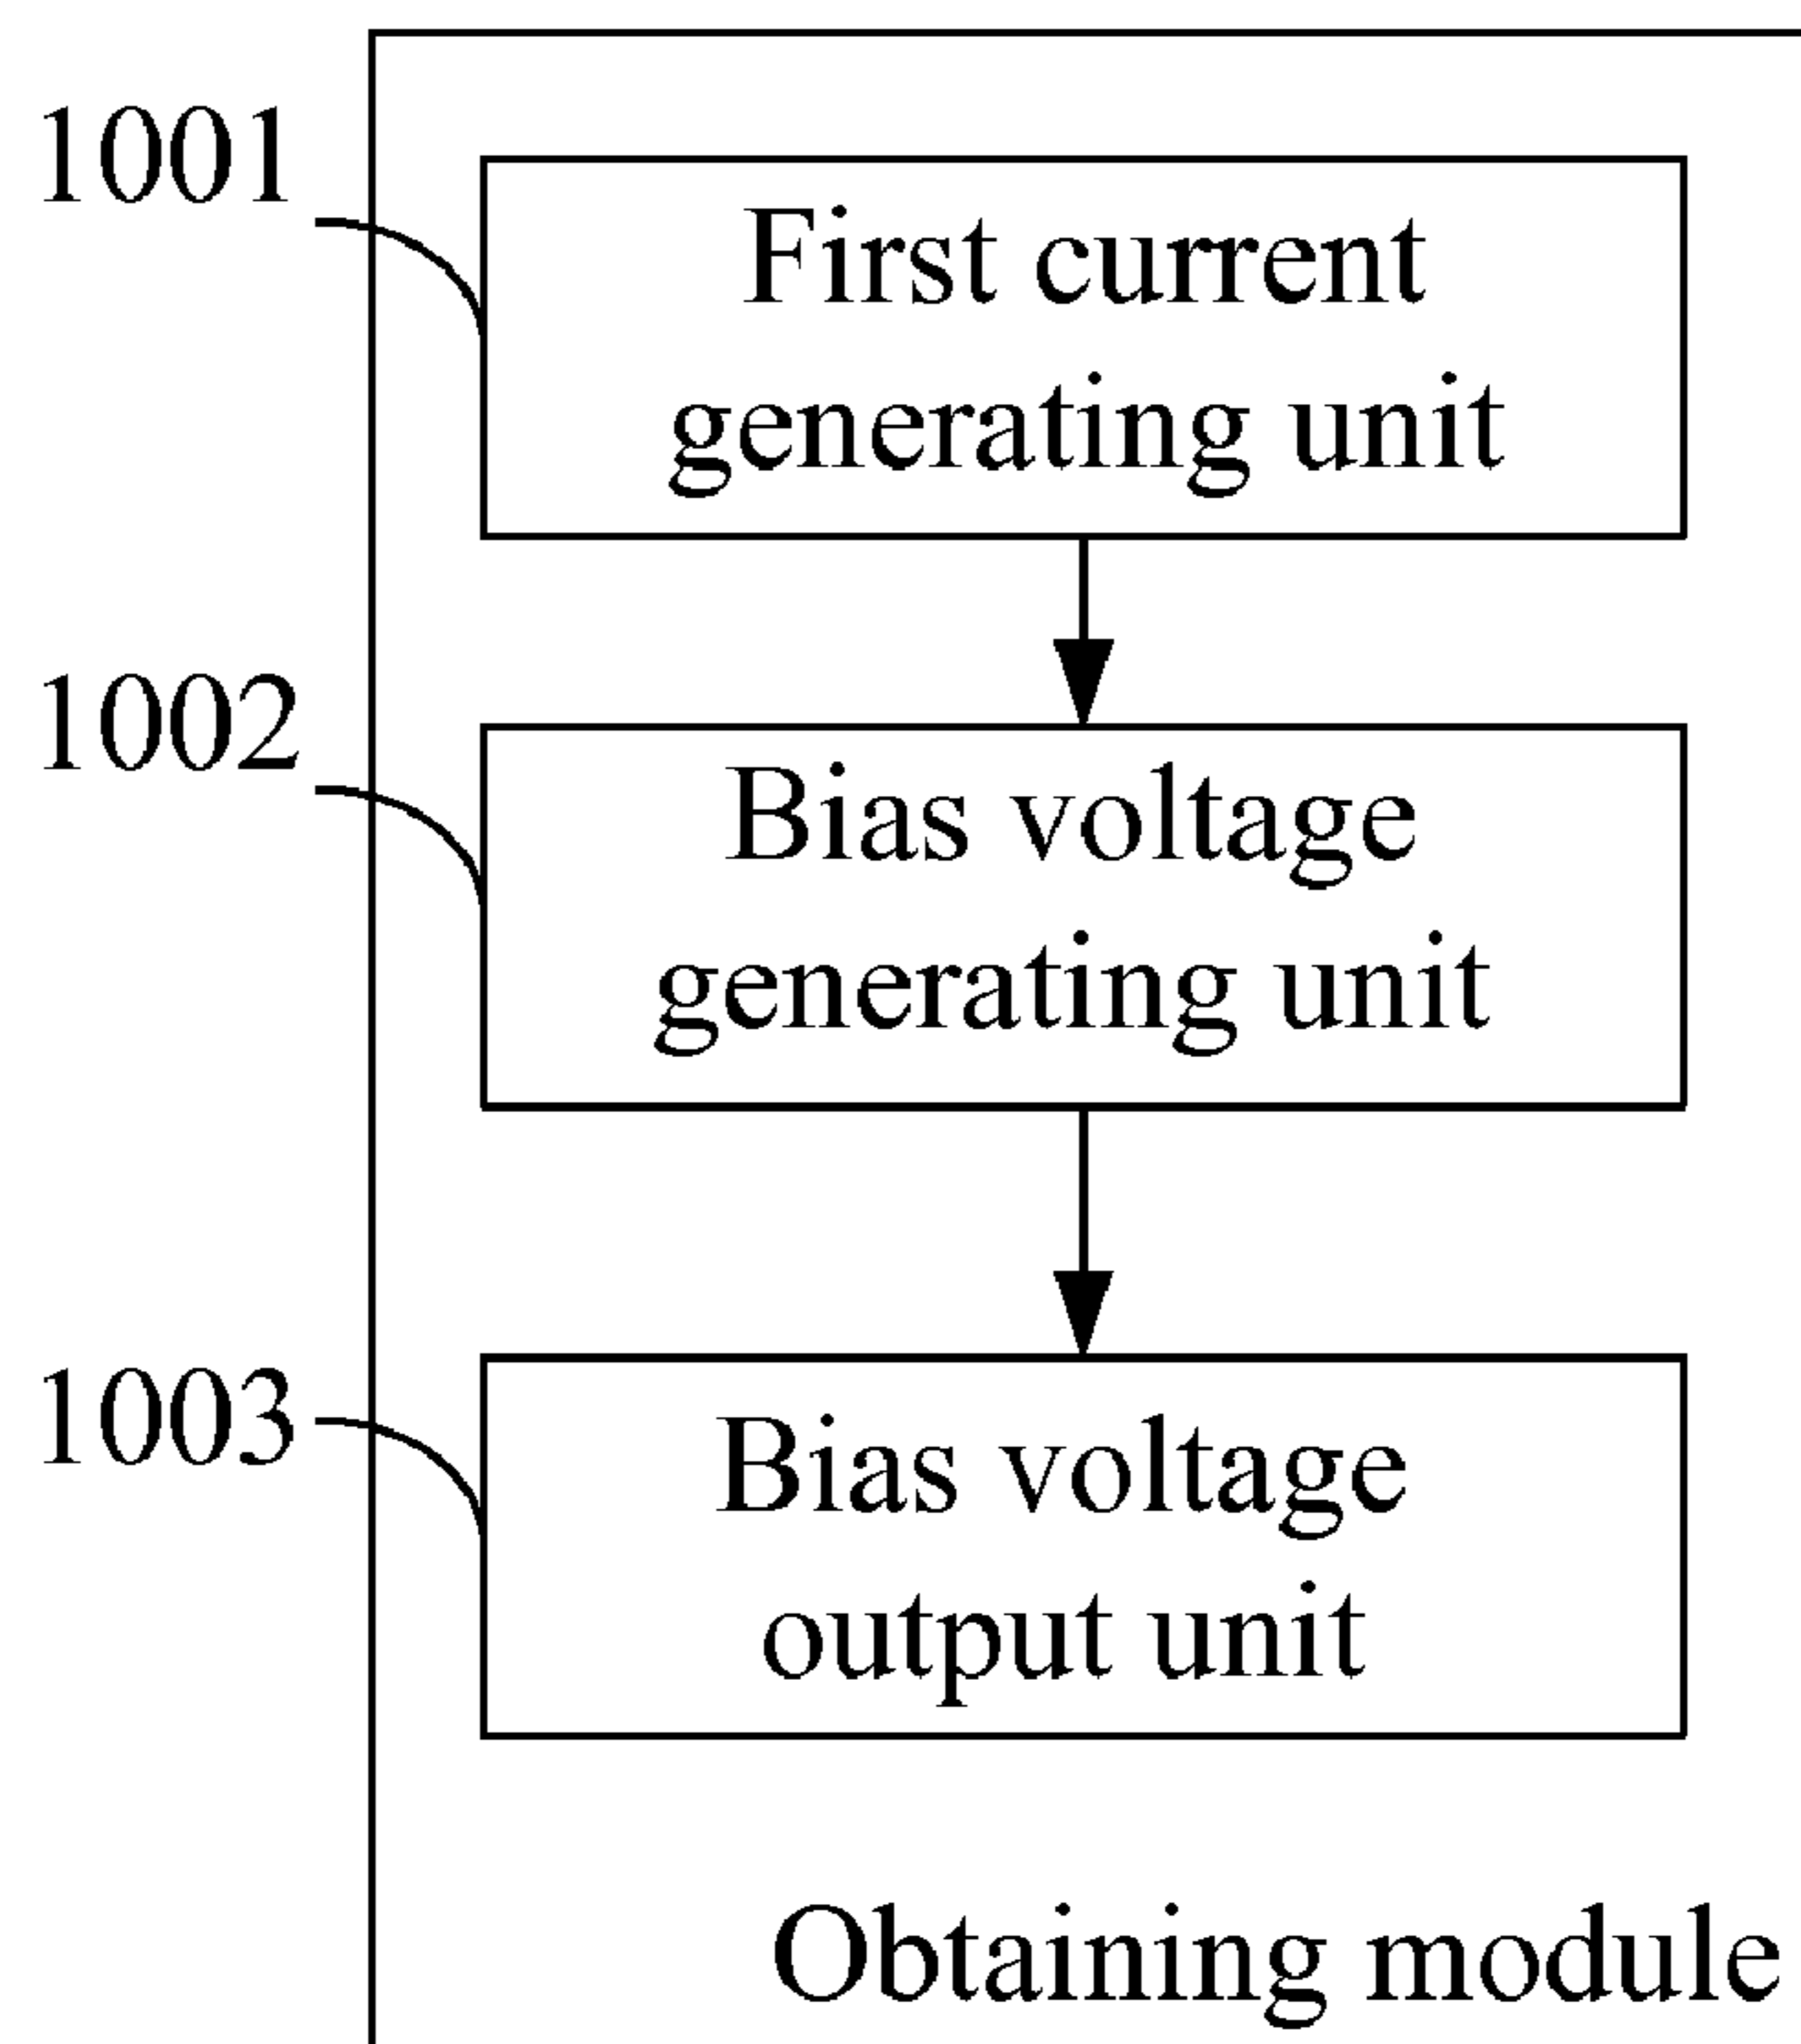 1001
First current
generating unit
1002
Bias voltage
generating unit
1003
Bias voltage
output unit
Obtaining module